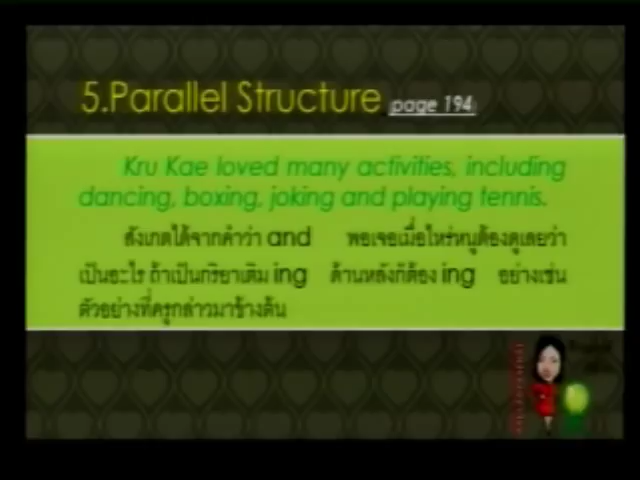 5.Parallel Structure page 194
Kru Kae loved many activities, including
dancing, boxing, joking and playing tennis.
สังเกตได้จากคำว่า and พอเจอเมื่อไหร่หนูต้องดูเลยว่า
เป็นอะไร ถ้าเป็นกริยาเติม ing ด้านหลังก็ต้อง ing อย่างเช่น
ตัวอย่างที่ครูกล่าวมาข้างต้น